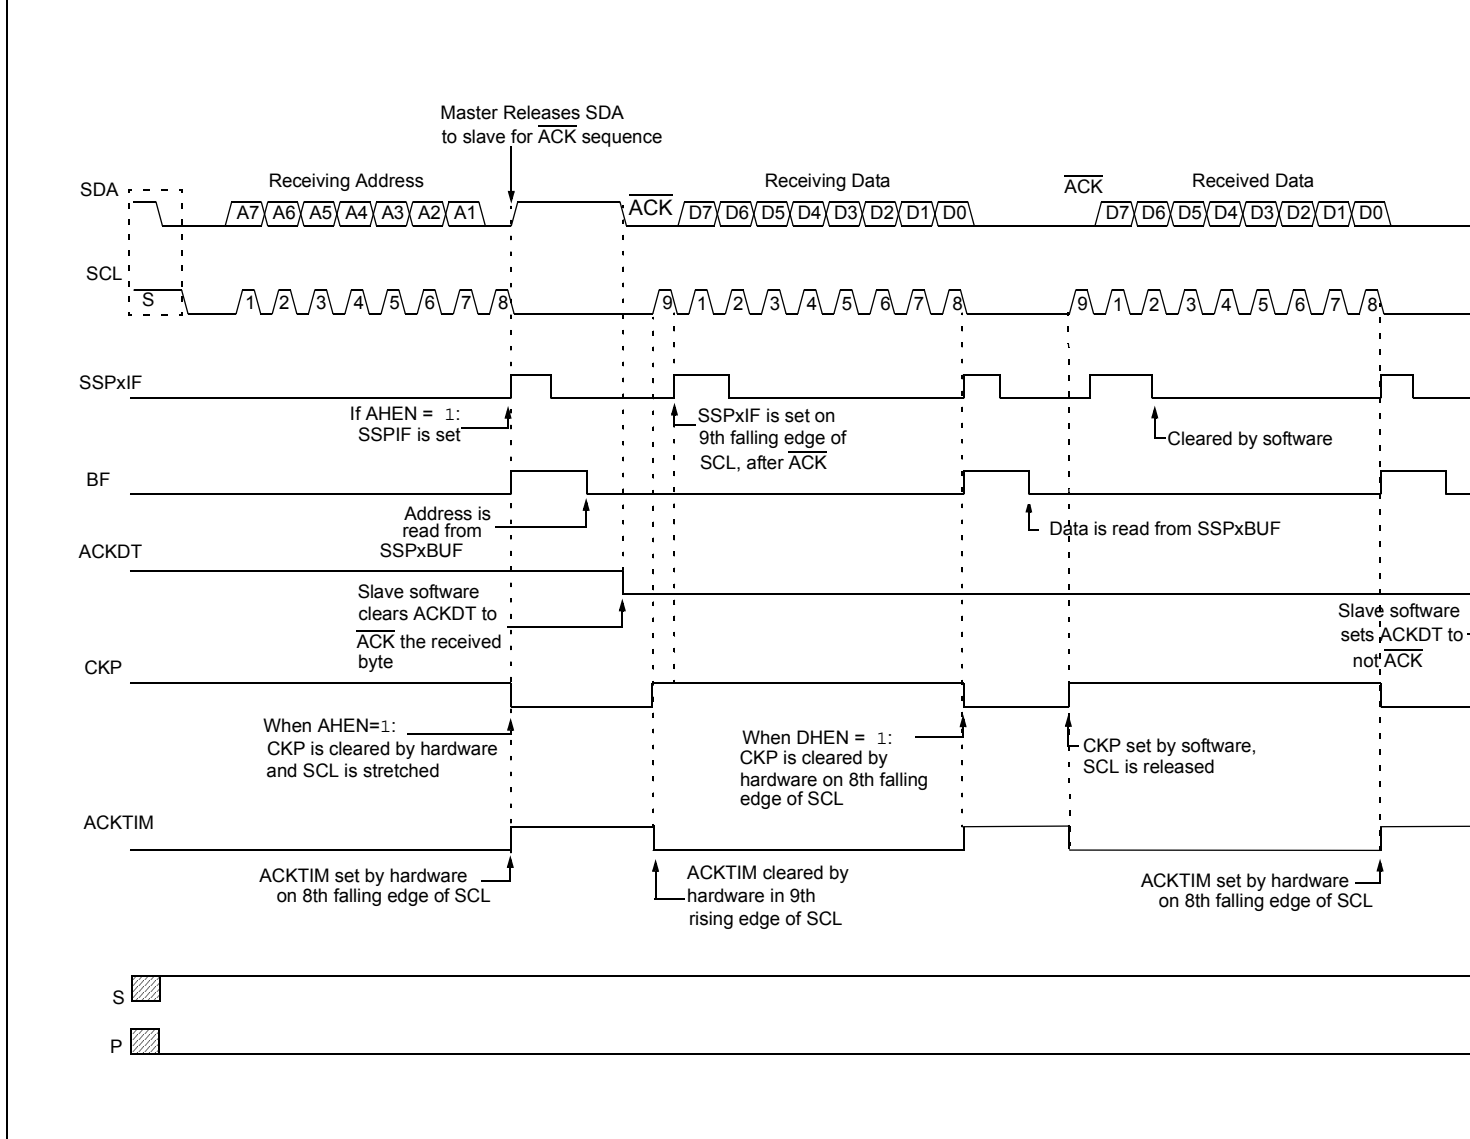 Master Releases SDA
to slave for ACK sequence
SDA
Receiving Address
A7 A6 A5 A4 A3 A2 A1
ACK
Receiving Data
D7 D6 D5 D4 D3 D2 D1 D0
ACK
Received Data
D7 D6 D5 D4 D3 D2 D1 D0
SCL
S
1 2 3 4 5 6 7 8
9 1 2 3 4 5 6 7 8
9 1 2 3 4 5 6 7 8
SSPxIF
If AHEN = 1:
SSPIF is set
SSPxIF is set on
9th falling edge of
SCL, after ACK
Cleared by software
BF
Address is
read from
SSPxBUF
Data is read from SSPxBUF
ACKDT
Slave software
clears ACKDT to
ACK the received
byte
Slave software
sets ACKDT to
not ACK
CKP
When AHEN=1:
CKP is cleared by hardware
and SCL is stretched
When DHEN = 1:
CKP is cleared by
hardware on 8th falling
edge of SCL
CKP set by software,
SCL is released
ACKTIM
ACKTIM set by hardware
on 8th falling edge of SCL
ACKTIM cleared by
hardware in 9th
rising edge of SCL
ACKTIM set by hardware
on 8th falling edge of SCL
S
P